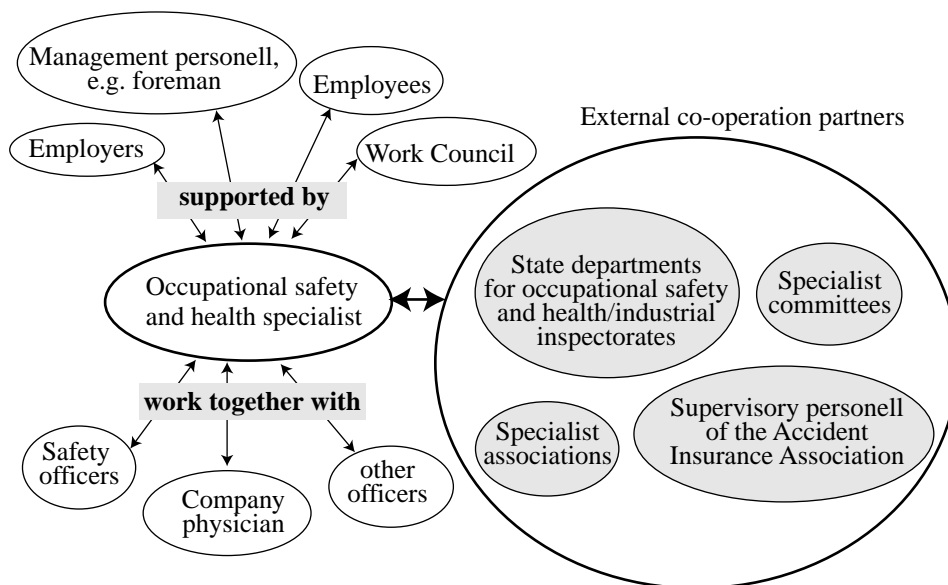 Management personell,
e.g. foreman
Employees
Employers
Work Council
supported by
Occupational safety
and health specialist
work together with
Safety
officers
Company
physician
other
officers
External co-operation partners
State departments
for occupational safety
and health/industrial
inspectorates
Specialist
committees
Specialist
associations
Supervisory personell
of the Accident
Insurance Association